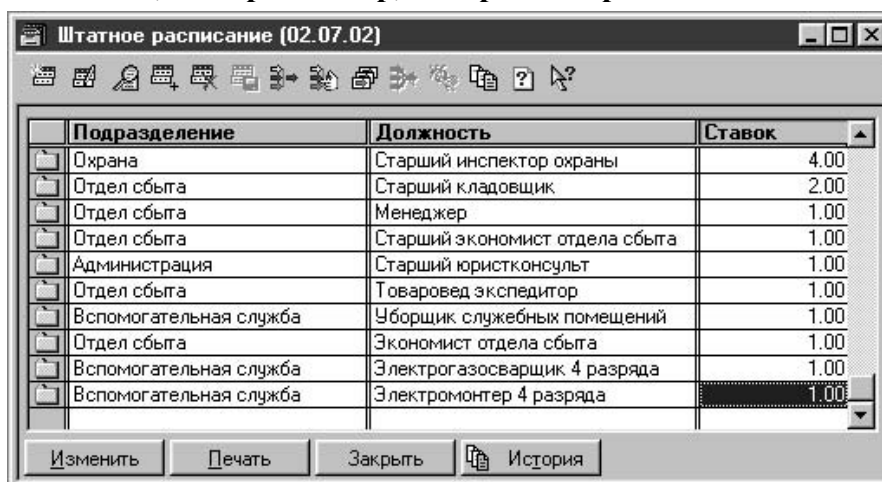 Штатное расписание (02.07.02)
Подразделение Должность Ставок
Охрана Старший инспектор охраны 4.00
Отдел сбыта Старший кладовщик 2.00
Отдел сбыта Менеджер 1.00
Отдел сбыта Старший экономист отдела сбыта 1.00
Администрация Старший юристконсульт 1.00
Отдел сбыта Товаровед экспедитор 1.00
Вспомогательная служба Уборщик служебных помещений 1.00
Отдел сбыта Экономист отдела сбыта 1.00
Вспомогательная служба Электрогазосварщик 4 разряда 1.00
Вспомогательная служба Электромонтер 4 разряда 1.00
Изменить Печать Закрыть История